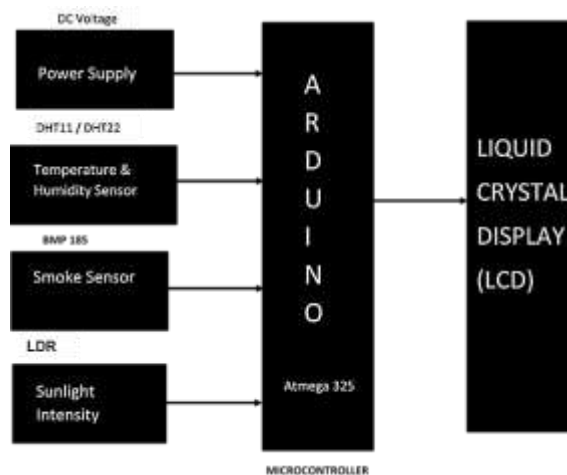 DC Voltage
Power Supply
DHT11 / DHT22
Temperature &
Humidity Sensor
BMP 185
Smoke Sensor
LDR
Sunlight
Intensity
A
R
D
U
I
N
O
Atmega 325
MICROCONTROLLER
LIQUID
CRYSTAL
DISPLAY
(LCD)